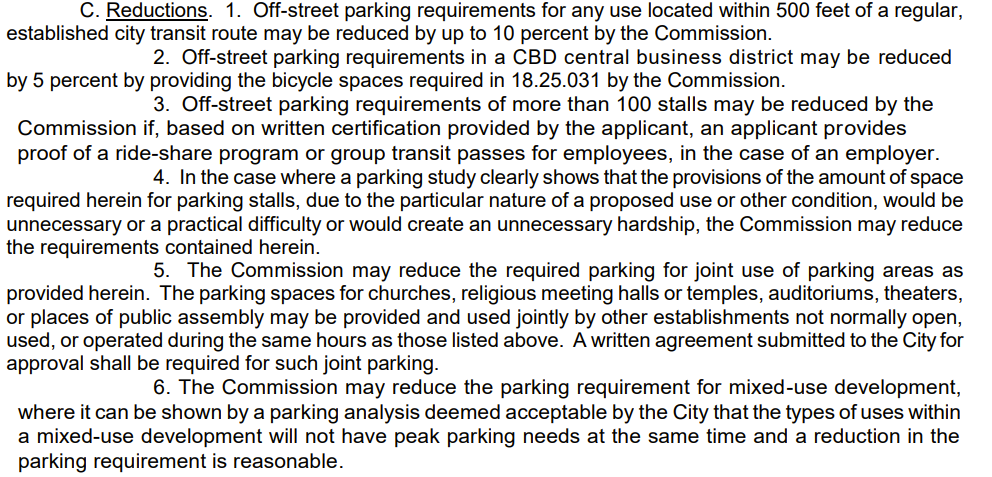 C. Reductions. 1. Off-street parking requirements for any use located within 500 feet of a regular,
established city transit route may be reduced by up to 10 percent by the Commission.
2. Off-street parking requirements in a CBD central business district may be reduced
by 5 percent by providing the bicycle spaces required in 18.25.031 by the Commission.
3. Off-street parking requirements of more than 100 stalls may be reduced by the
Commission if, based on written certification provided by the applicant, an applicant provides
proof of a ride-share program or group transit passes for employees, in the case of an employer.
4. In the case where a parking study clearly shows that the provisions of the amount of space
required herein for parking stalls, due to the particular nature of a proposed use or other condition, would be
unnecessary or a practical difficulty or would create an unnecessary hardship, the Commission may reduce
the requirements contained herein.
5. The Commission may reduce the required parking for joint use of parking areas as
provided herein. The parking spaces for churches, religious meeting halls or temples, auditoriums, theaters,
or places of public assembly may be provided and used jointly by other establishments not normally open,
used, or operated during the same hours as those listed above. A written agreement submitted to the City for
approval shall be required for such joint parking.
6. The Commission may reduce the parking requirement for mixed-use development,
where it can be shown by a parking analysis deemed acceptable by the City that the types of uses within
a mixed-use development will not have peak parking needs at the same time and a reduction in the
parking requirement is reasonable.